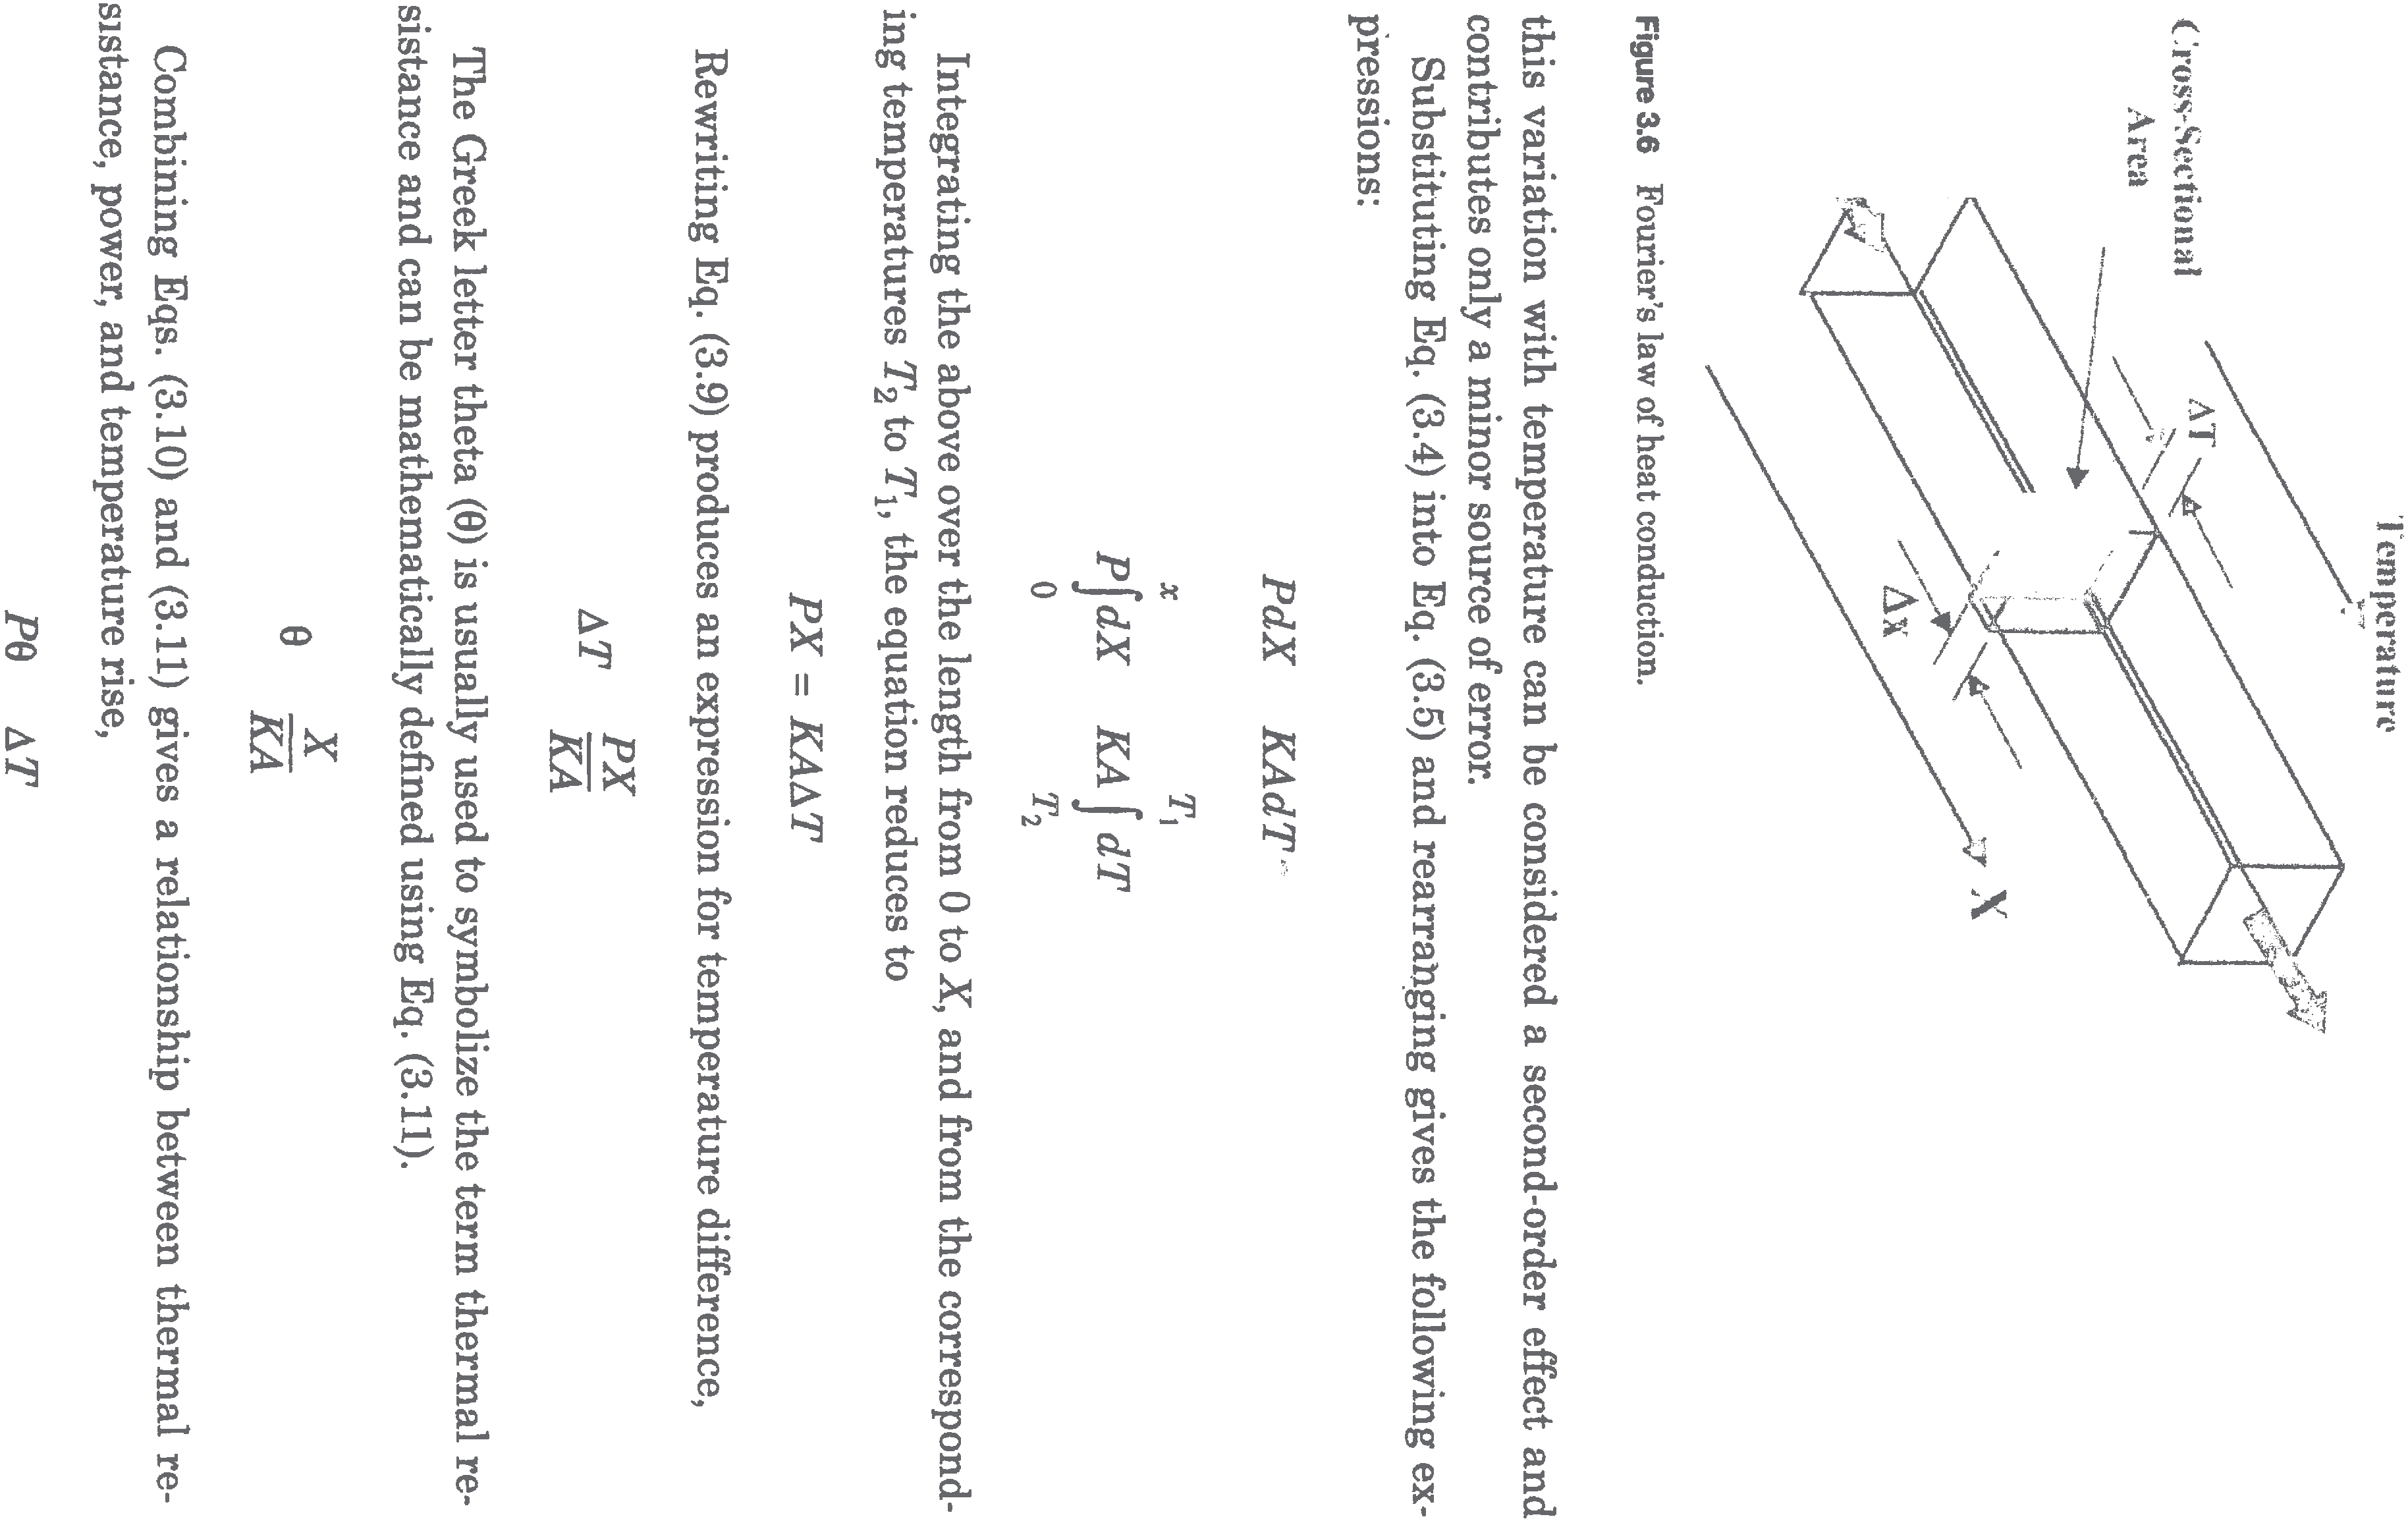 Temperature
Cross-Sectional
Area
ΔT
Δx
X
Figure 3.6 Fourier's law of heat conduction.
this variation with temperature can be considered a second-order effect and
contributes only a minor source of error.
Substituting Eq. (3.4) into Eq. (3.5) and rearranging gives the following ex-
pressions:
PdX KAdT
x T₁
P∫dX KA∫dT
0 T₂
Integrating the above over the length from 0 to X, and from the correspond-
ing temperatures T₂ to T₁, the equation reduces to
PX = KAΔT
Rewriting Eq. (3.9) produces an expression for temperature difference,
PX
ΔT
KA
The Greek letter theta (θ) is usually used to symbolize the term thermal re-
sistance and can be mathematically defined using Eq. (3.11).
X
θ
KA
Combining Eqs. (3.10) and (3.11) gives a relationship between thermal re-
sistance, power, and temperature rise,
Pθ ΔT